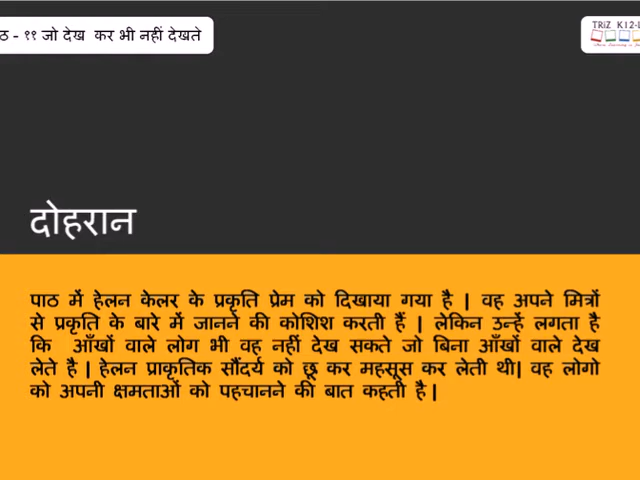 ठ - ११ जो देख कर भी नहीं देखते
TRiZ K12-L
दोहरान
पाठ में हेलन केलर के प्रकृति प्रेम को दिखाया गया है | वह अपने मित्रों
से प्रकृति के बारे में जानने की कोशिश करती हैं | लेकिन उन्हें लगता है
कि आँखों वाले लोग भी वह नहीं देख सकते जो बिना आँखों वाले देख
लेते है | हेलन प्राकृतिक सौंदर्य को छू कर महसूस कर लेती थी| वह लोगो
को अपनी क्षमताओं को पहचानने की बात कहती है |